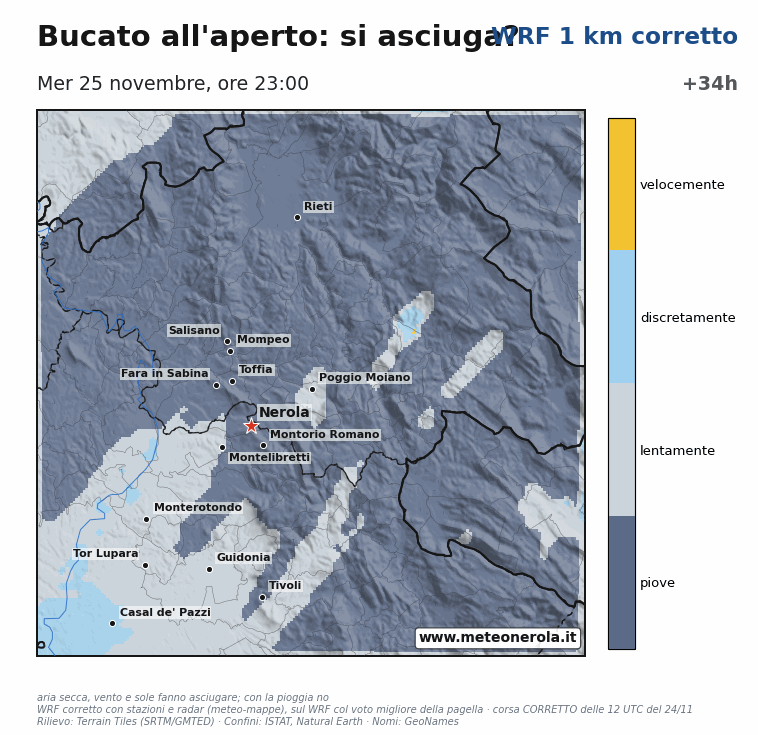 Bucato all'aperto: si asciuga?
WRF 1 km corretto
Mer 25 novembre, ore 23:00
+34h
Rieti
Salisano
Mompeo
Fara in Sabina
Toffia
Poggio Moiano
Nerola
Montorio Romano
Montelibretti
Monterotondo
Tor Lupara
Guidonia
Tivoli
Casal de' Pazzi
www.meteonerola.it
velocemente
discretamente
lentamente
piove
aria secca, vento e sole fanno asciugare; con la pioggia no
WRF corretto con stazioni e radar (meteo-mappe), sul WRF col voto migliore della pagella · corsa CORRETTO delle 12 UTC del 24/11
Rilievo: Terrain Tiles (SRTM/GMTED) · Confini: ISTAT, Natural Earth · Nomi: GeoNames